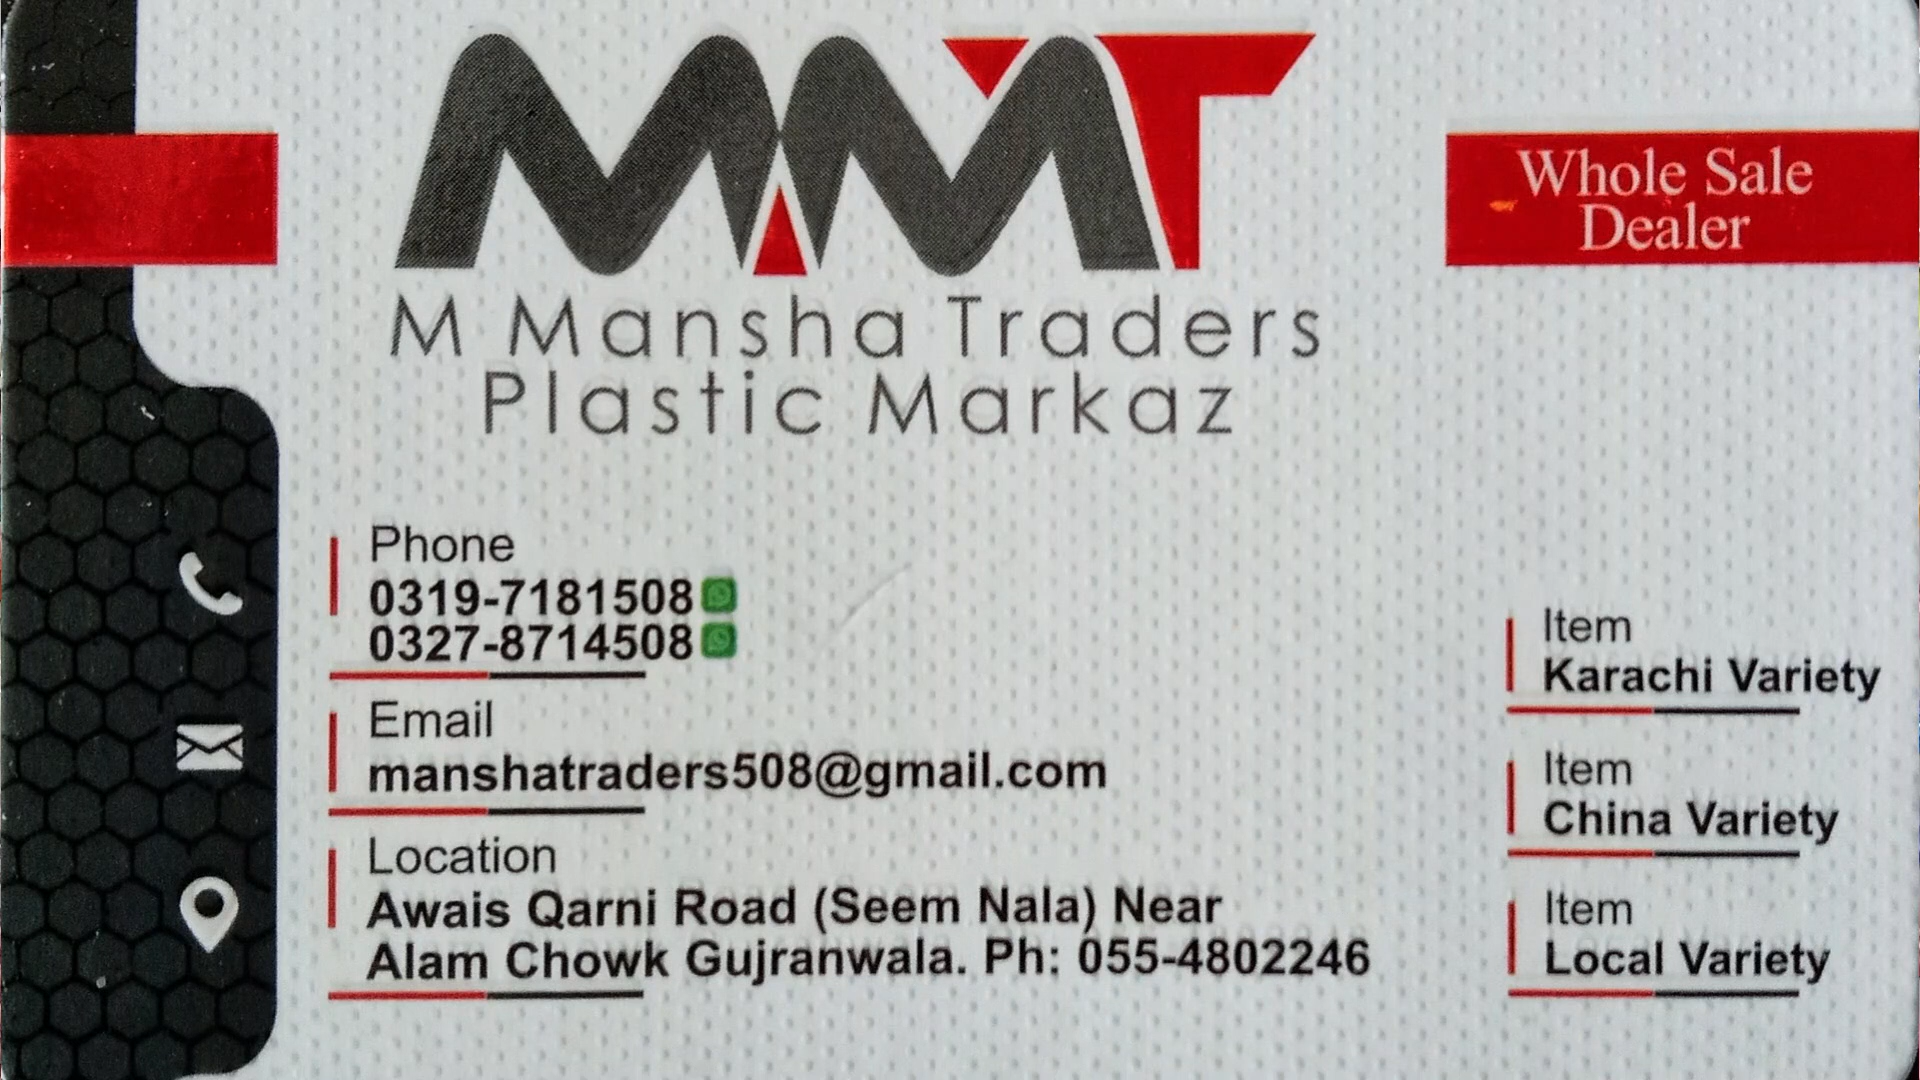 MMT
M Mansha Traders
Plastic Markaz
Whole Sale
Dealer
Phone
0319-7181508
0327-8714508
Email
manshatraders508@gmail.com
Location
Awais Qarni Road (Seem Nala) Near
Alam Chowk Gujranwala. Ph: 055-4802246
Item
Karachi Variety
Item
China Variety
Item
Local Variety